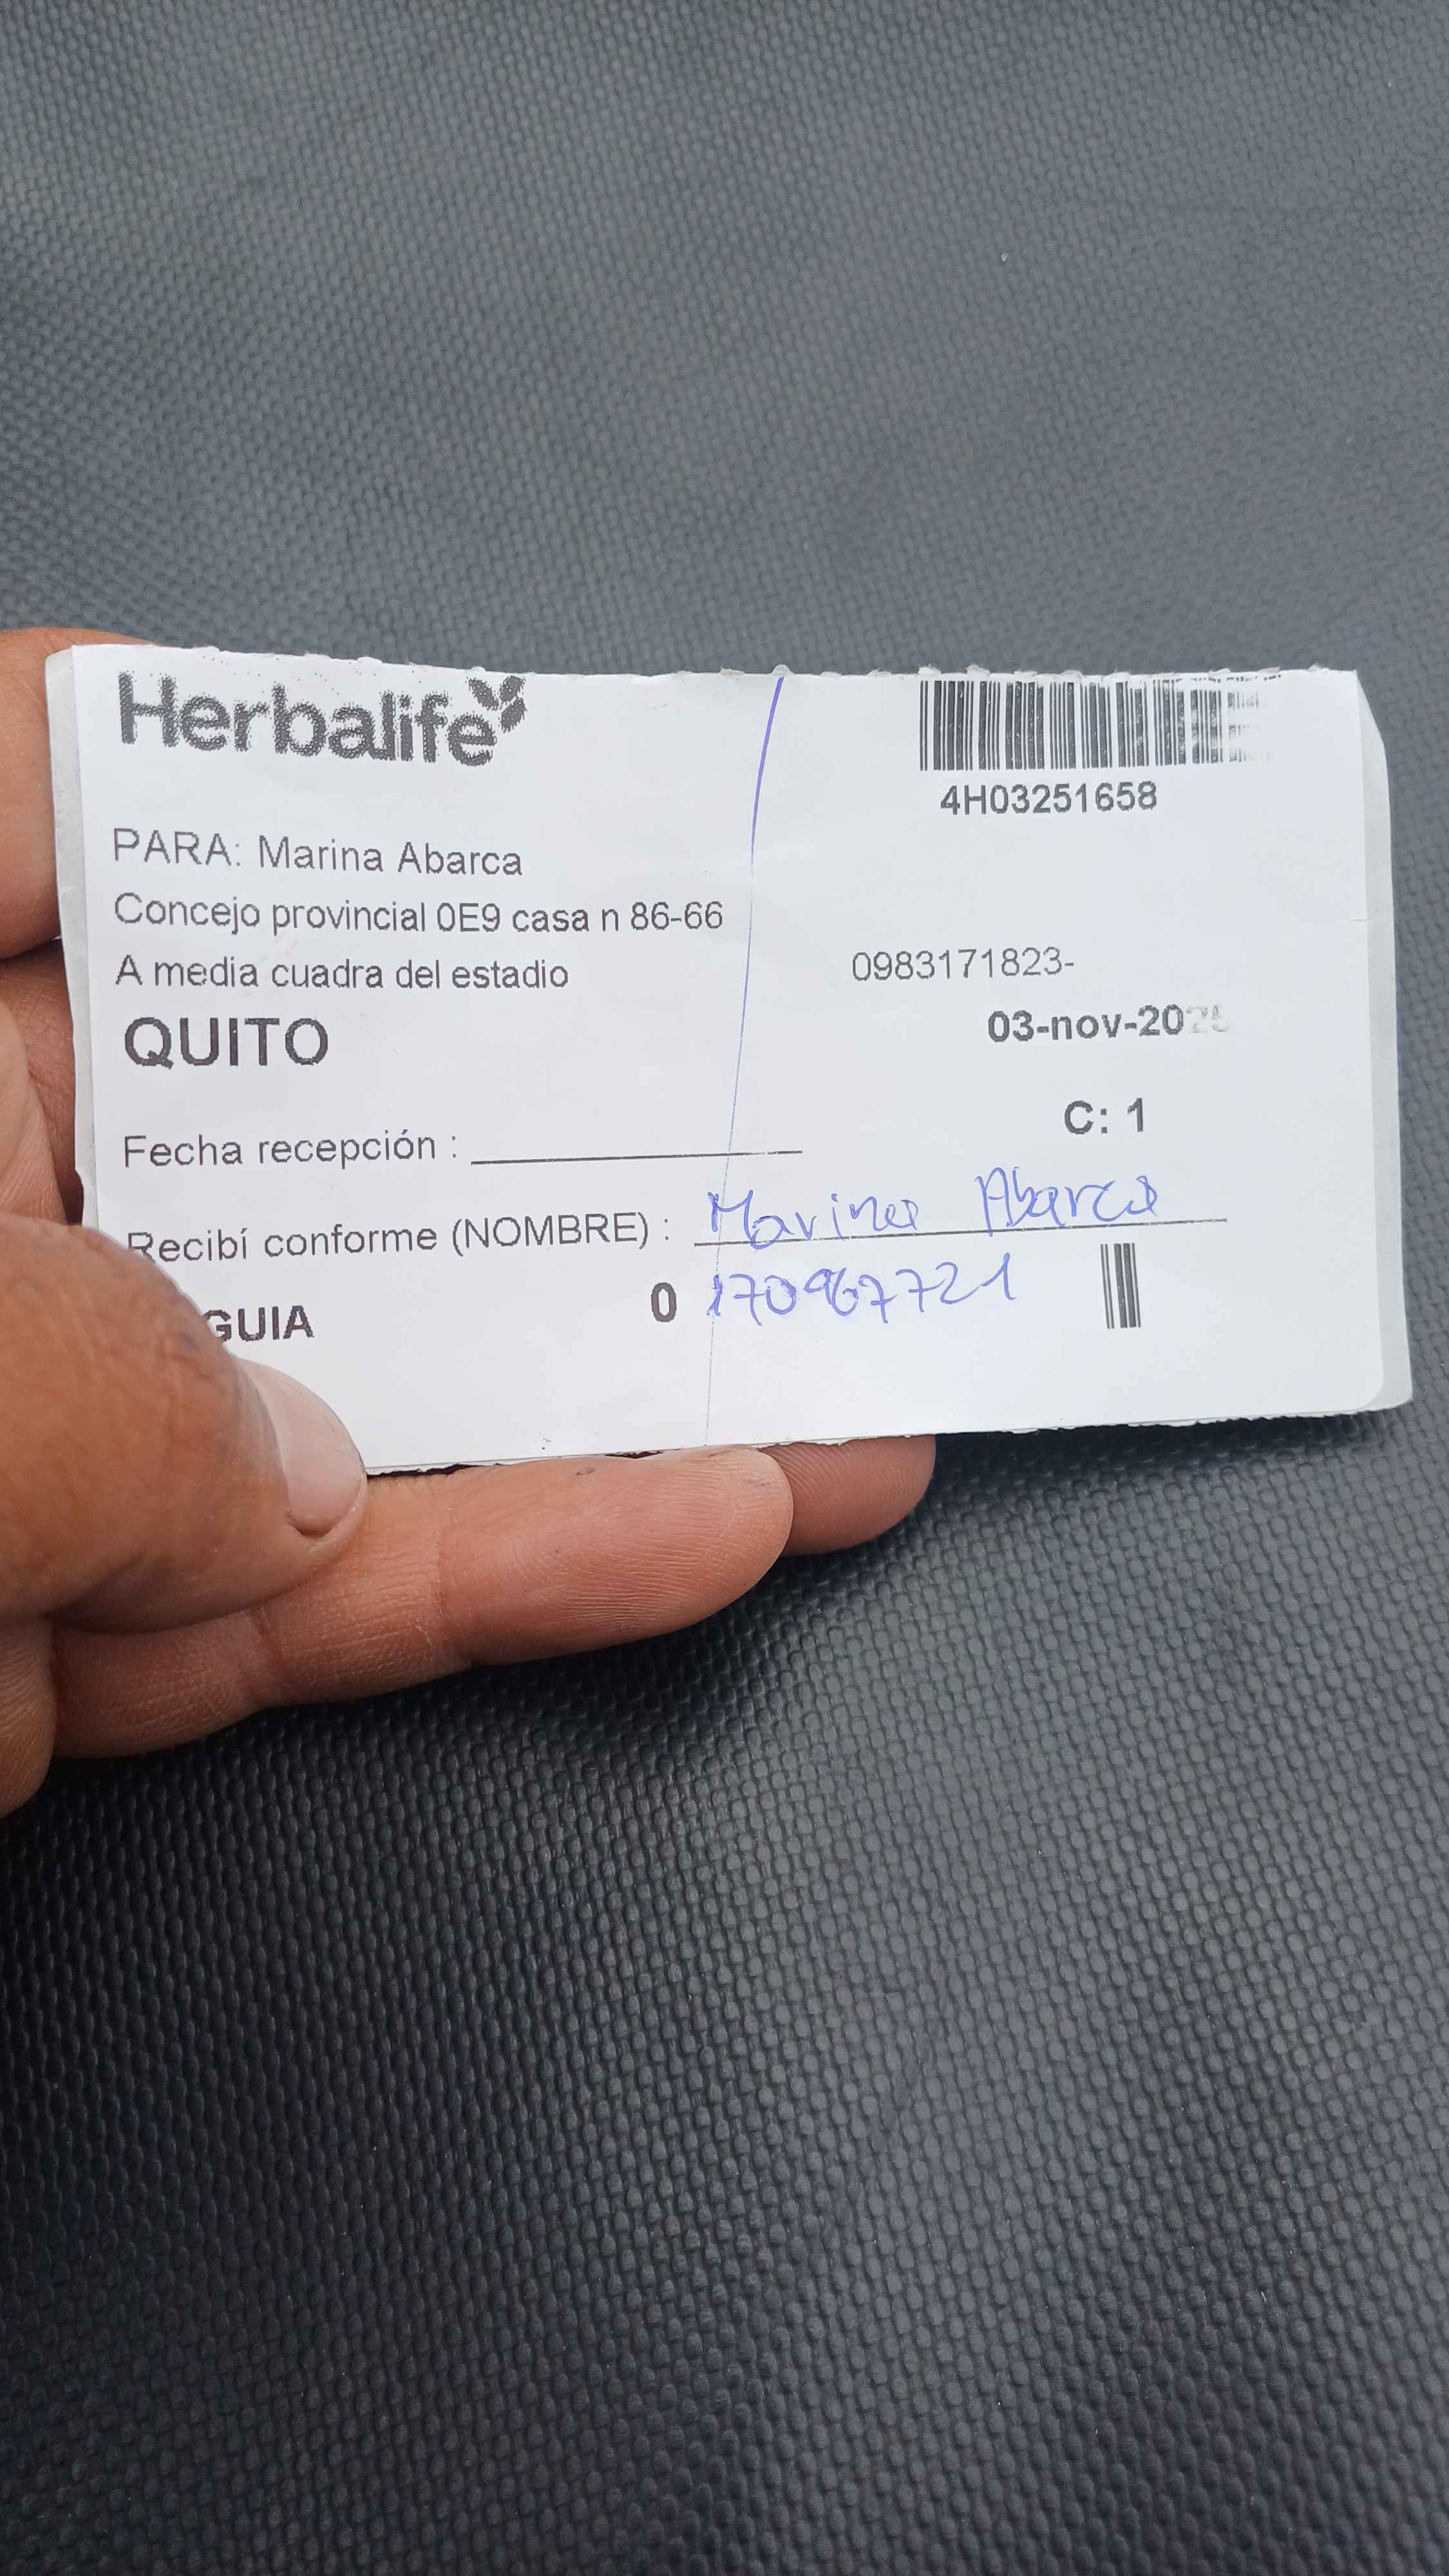 Herbalife
4H03251658
PARA: Marina Abarca
Concejo provincial 0E9 casa n 86-66
A media cuadra del estadio
0983171823-
QUITO
03-nov-2025
C: 1
Fecha recepción :
Recibí conforme (NOMBRE) : Marina Abarca
GUIA 0 170967721